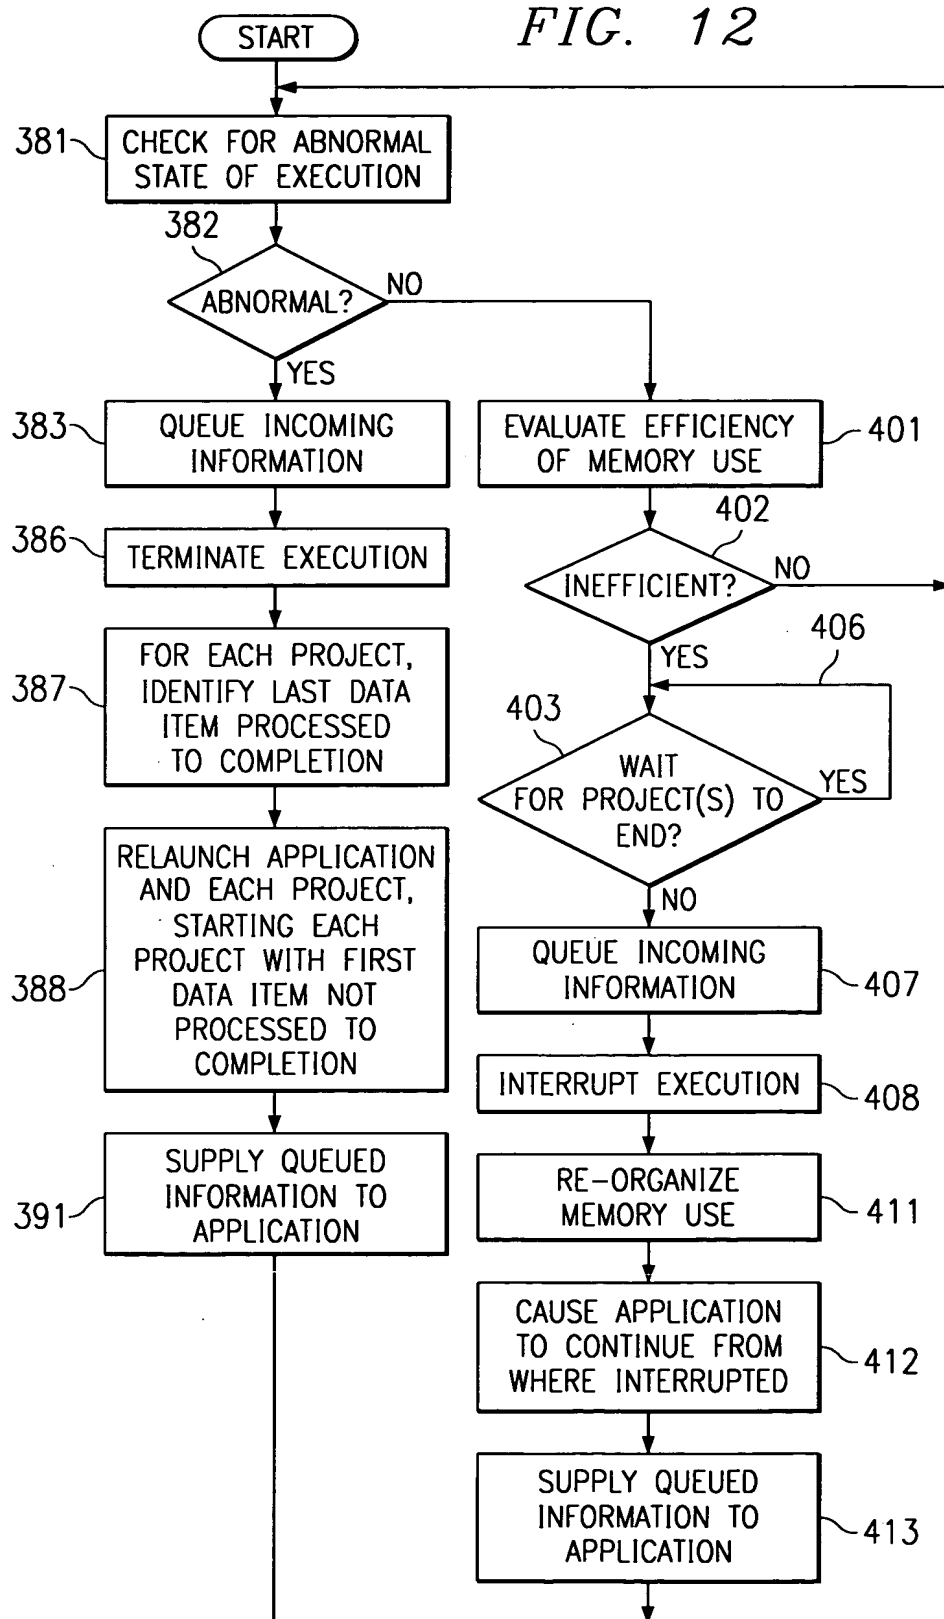 FIG. 12
START
381
CHECK FOR ABNORMAL
STATE OF EXECUTION
382
ABNORMAL?
NO
YES
383
QUEUE INCOMING
INFORMATION
386
TERMINATE EXECUTION
387
FOR EACH PROJECT,
IDENTIFY LAST DATA
ITEM PROCESSED
TO COMPLETION
388
RELAUNCH APPLICATION
AND EACH PROJECT,
STARTING EACH
PROJECT WITH FIRST
DATA ITEM NOT
PROCESSED TO
COMPLETION
391
SUPPLY QUEUED
INFORMATION TO
APPLICATION
EVALUATE EFFICIENCY
OF MEMORY USE
401
402
INEFFICIENT?
NO
YES
406
403
WAIT
FOR PROJECT(S) TO
END?
YES
NO
QUEUE INCOMING
INFORMATION
407
INTERRUPT EXECUTION
408
RE-ORGANIZE
MEMORY USE
411
CAUSE APPLICATION
TO CONTINUE FROM
WHERE INTERRUPTED
412
SUPPLY QUEUED
INFORMATION TO
APPLICATION
413